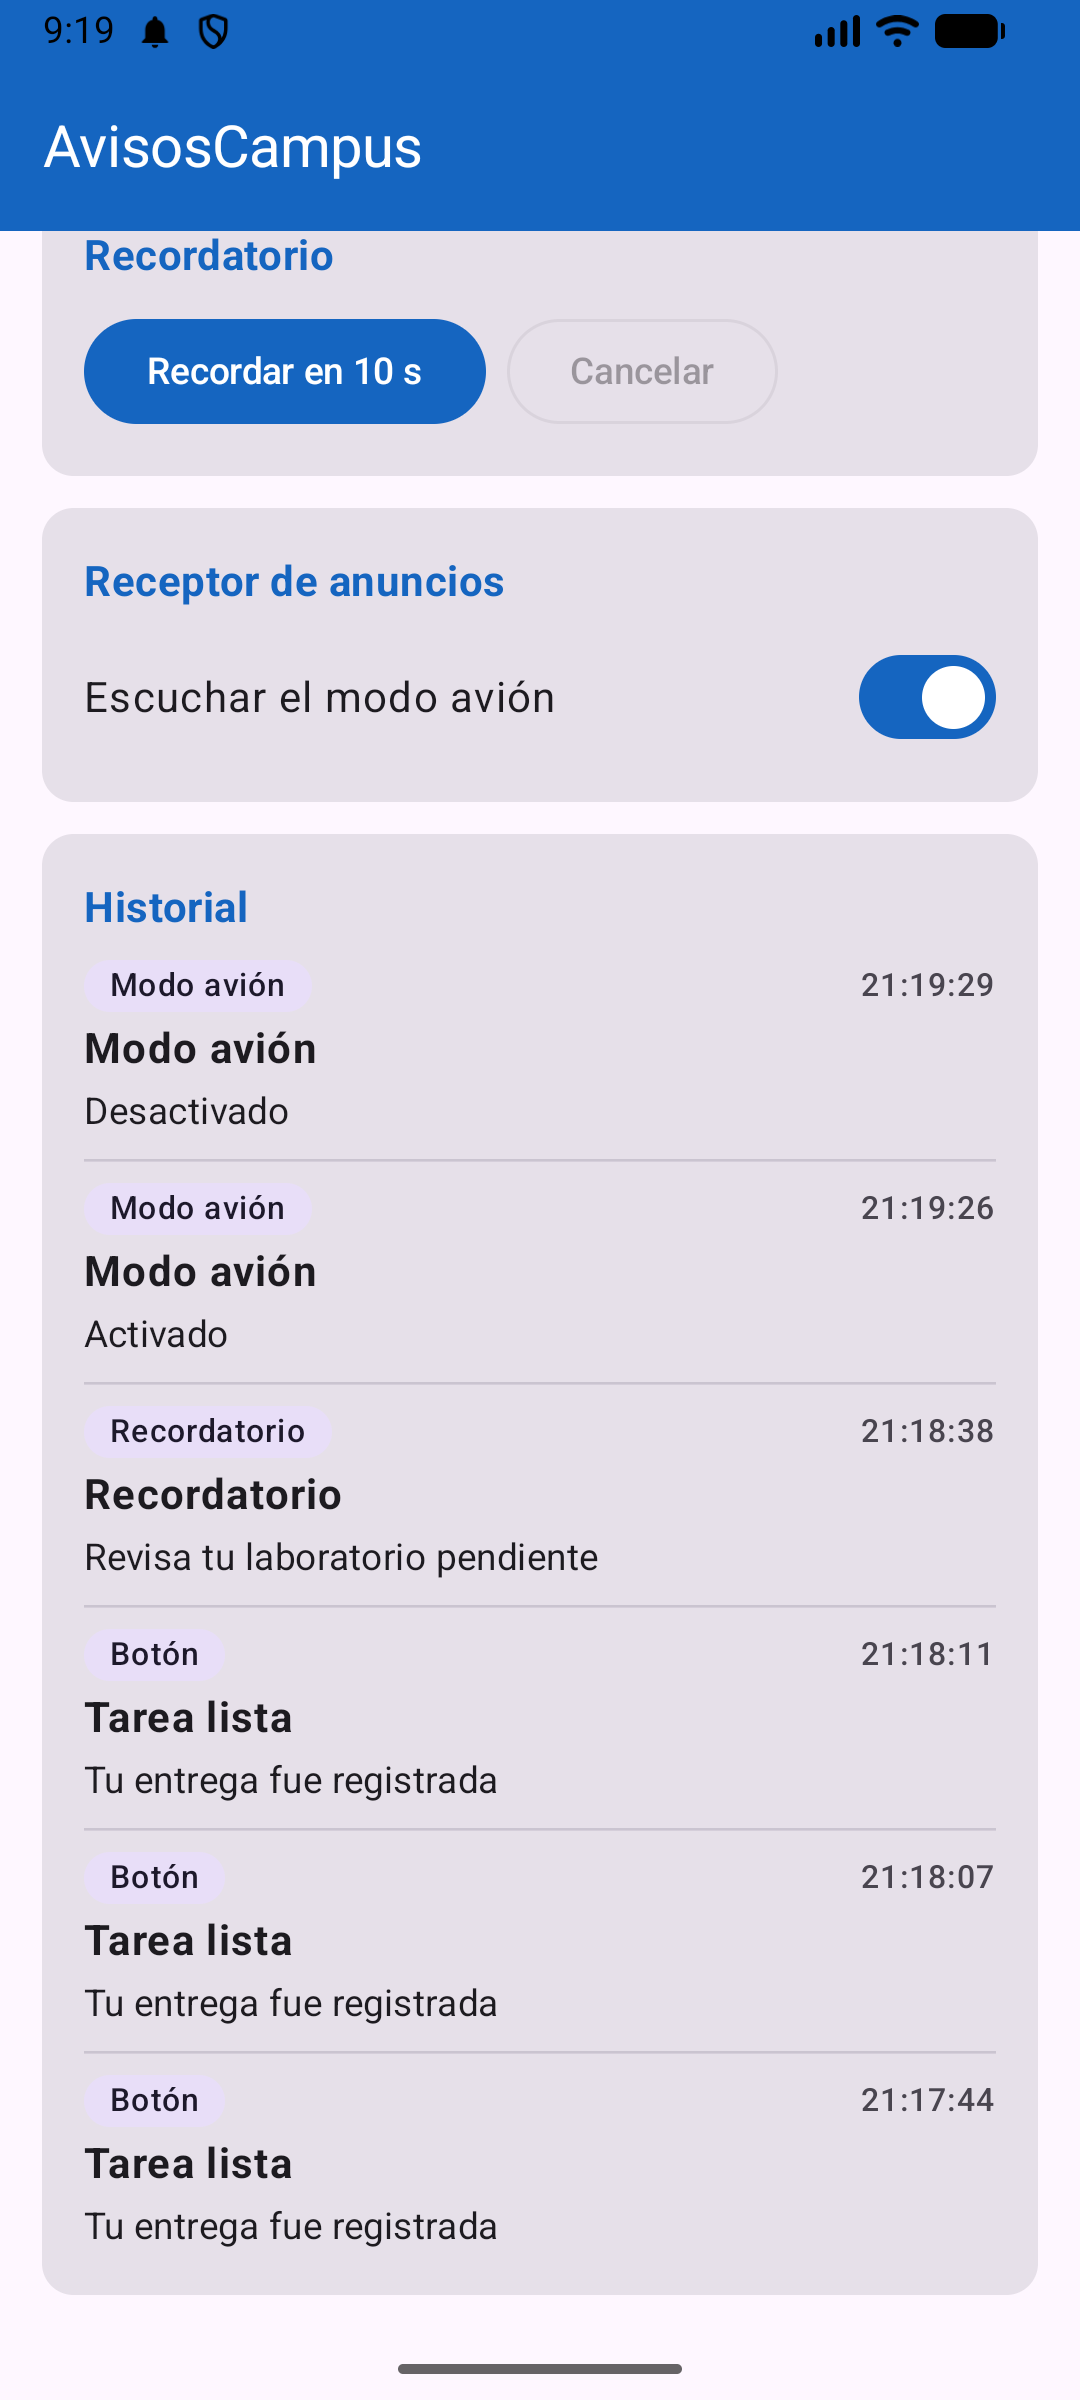 9:19
AvisosCampus
Recordatorio
Recordar en 10 s
Cancelar
Receptor de anuncios
Escuchar el modo avión
Historial
Modo avión 21:19:29
Modo avión
Desactivado
Modo avión 21:19:26
Modo avión
Activado
Recordatorio 21:18:38
Recordatorio
Revisa tu laboratorio pendiente
Botón 21:18:11
Tarea lista
Tu entrega fue registrada
Botón 21:18:07
Tarea lista
Tu entrega fue registrada
Botón 21:17:44
Tarea lista
Tu entrega fue registrada